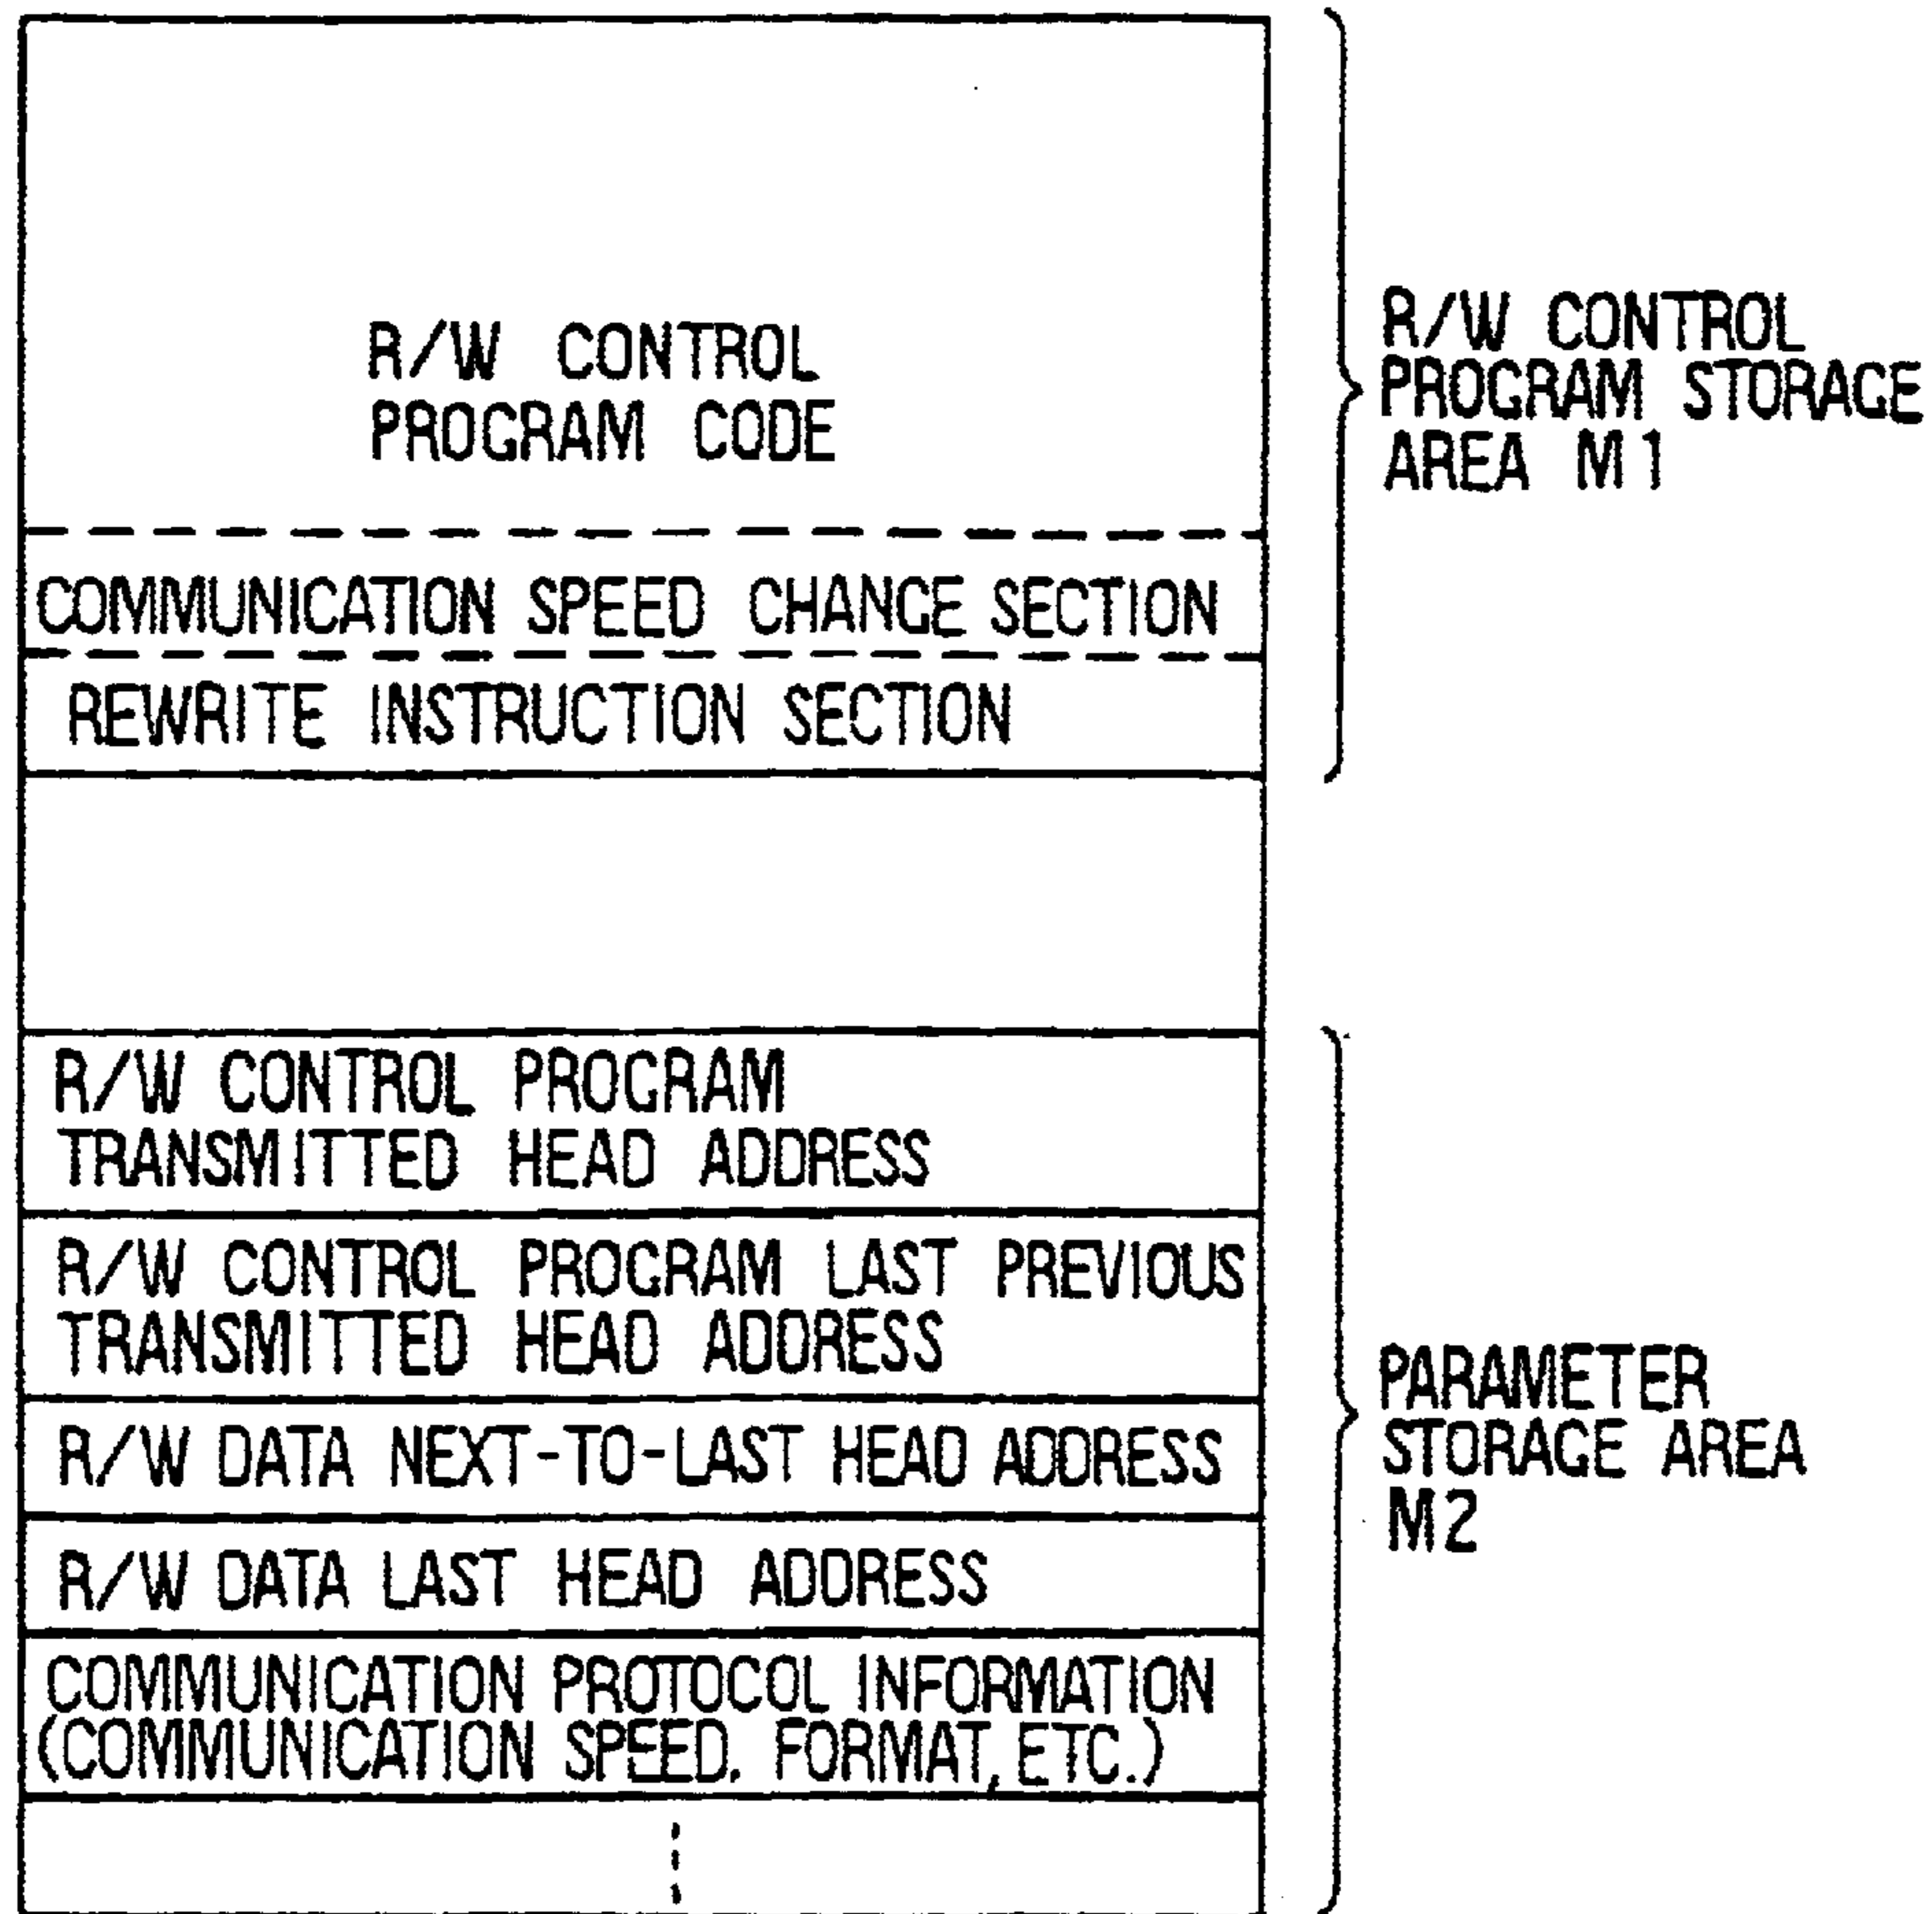 R/W CONTROL
PROGRAM CODE
COMMUNICATION SPEED CHANGE SECTION
REWRITE INSTRUCTION SECTION
R/W CONTROL
PROGRAM STORAGE
AREA M1
R/W CONTROL PROGRAM
TRANSMITTED HEAD ADDRESS
R/W CONTROL PROGRAM LAST PREVIOUS
TRANSMITTED HEAD ADDRESS
R/W DATA NEXT-TO-LAST HEAD ADDRESS
R/W DATA LAST HEAD ADDRESS
COMMUNICATION PROTOCOL INFORMATION
(COMMUNICATION SPEED. FORMAT, ETC.)
PARAMETER
STORAGE AREA
M2